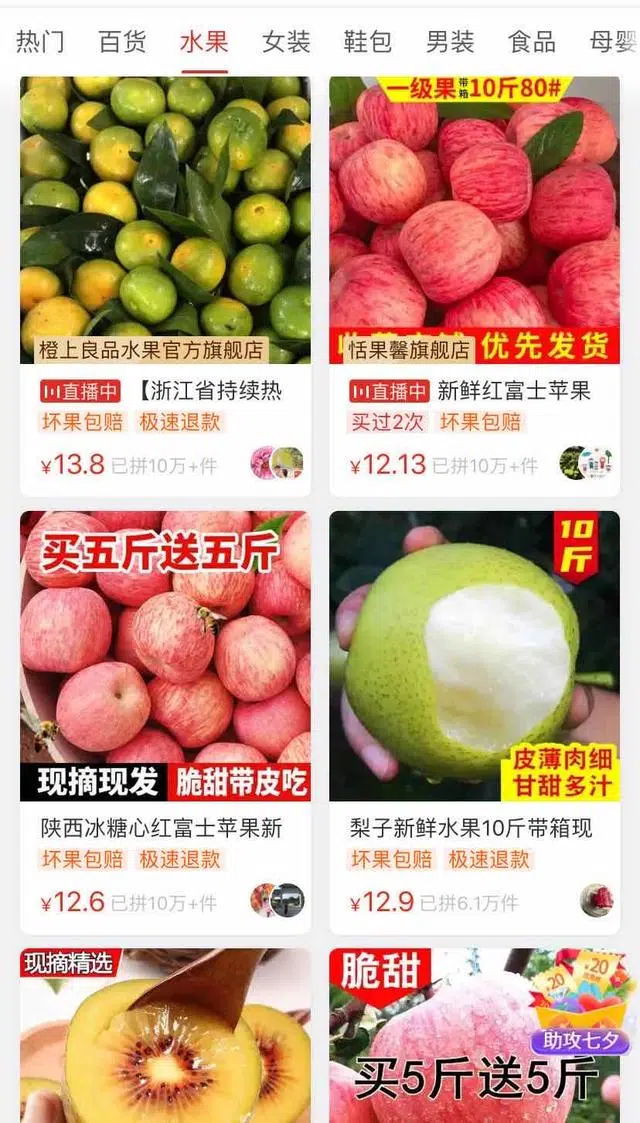 热门 百货 水果 女装 鞋包 男装 食品 母婴
橙上良品水果官方旗舰店
直播中 【浙江省持续热
坏果包赔 极速退款
¥13.8 已拼10万+件
一级果带箱10斤80#
恬果馨旗舰店 优先发货
直播中 新鲜红富士苹果
买过2次 坏果包赔
¥12.13 已拼10万+件
买五斤送五斤
现摘现发 脆甜带皮吃
陕西冰糖心红富士苹果新
坏果包赔 极速退款
¥12.6 已拼10万+件
10斤
皮薄肉细
甘甜多汁
梨子新鲜水果10斤带箱现
坏果包赔 极速退款
¥12.9 已拼6.1万件
现摘精选
脆甜
买5斤送5斤
¥20
¥20
助攻七夕